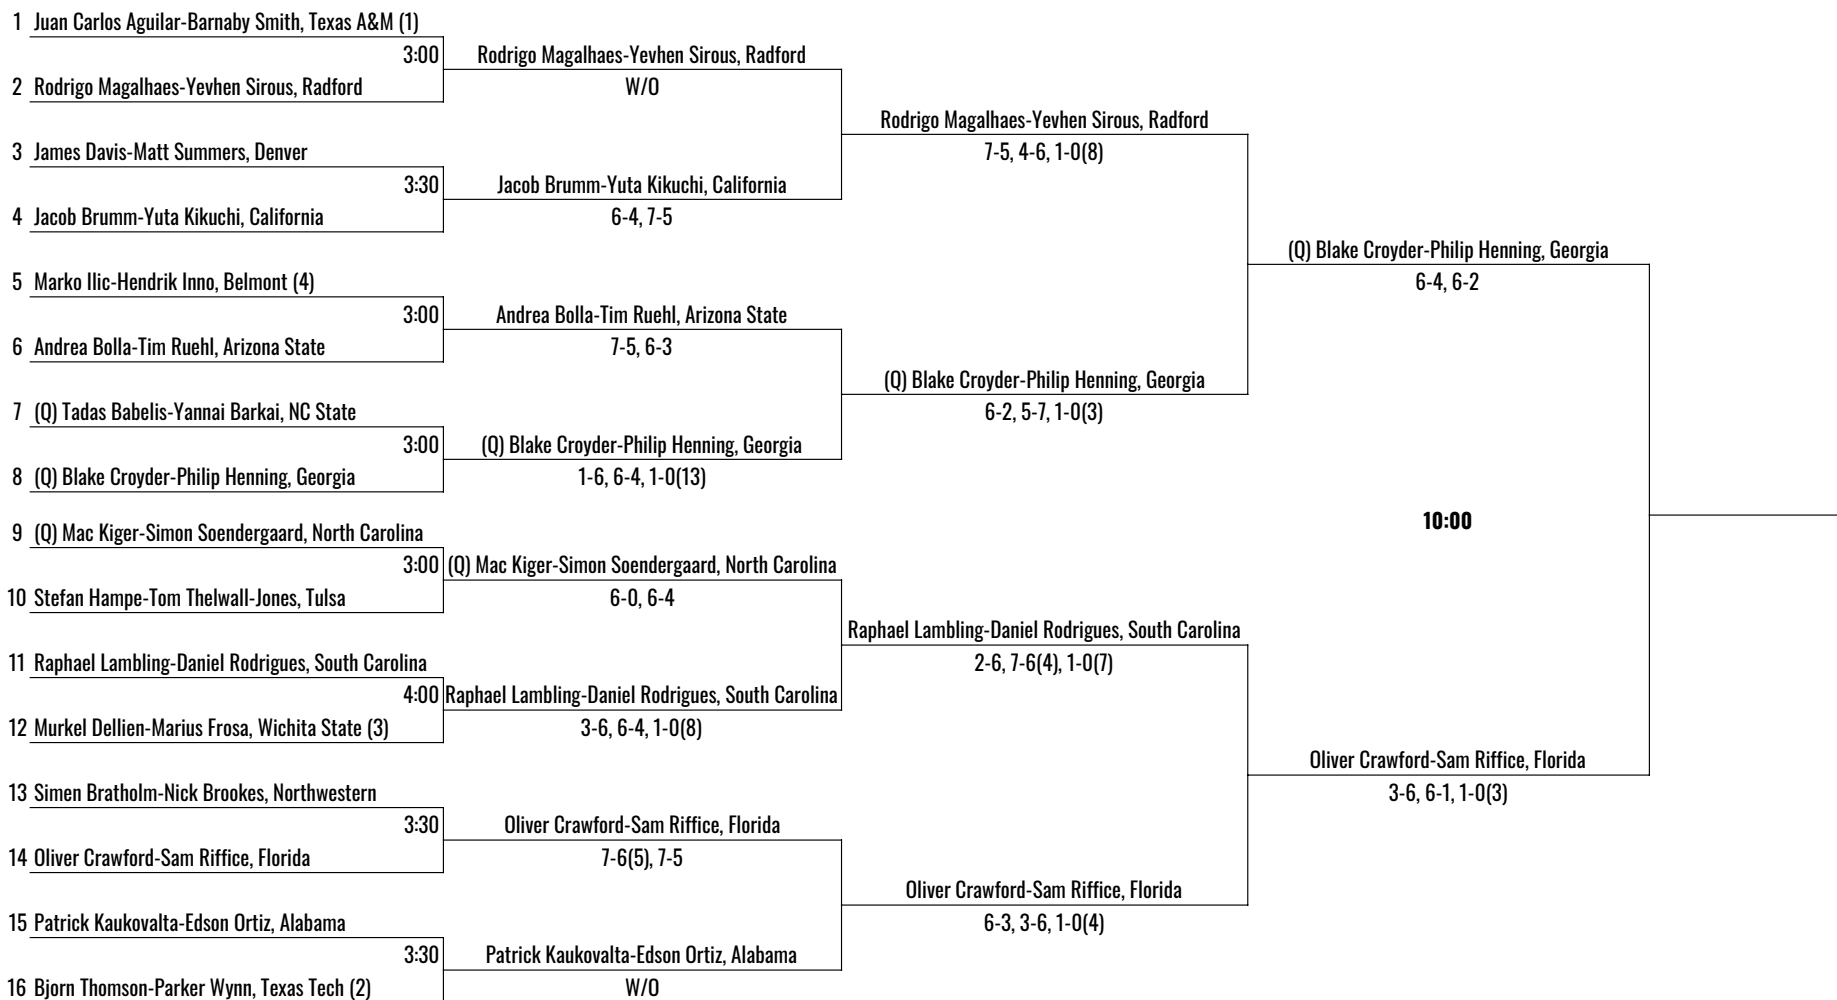 1 Juan Carlos Aguilar-Barnaby Smith, Texas A&M (1)
3:00
2 Rodrigo Magalhaes-Yevhen Sirous, Radford
3 James Davis-Matt Summers, Denver
3:30
4 Jacob Brumm-Yuta Kikuchi, California
5 Marko Ilic-Hendrik Inno, Belmont (4)
3:00
6 Andrea Bolla-Tim Ruehl, Arizona State
7 (Q) Tadas Babelis-Yannai Barkai, NC State
3:00
8 (Q) Blake Croyder-Philip Henning, Georgia
9 (Q) Mac Kiger-Simon Soendergaard, North Carolina
3:00
10 Stefan Hampe-Tom Thelwall-Jones, Tulsa
11 Raphael Lambling-Daniel Rodrigues, South Carolina
4:00
12 Murkel Dellien-Marius Frosa, Wichita State (3)
13 Simen Bratholm-Nick Brookes, Northwestern
3:30
14 Oliver Crawford-Sam Riffice, Florida
15 Patrick Kaukovalta-Edson Ortiz, Alabama
3:30
16 Bjorn Thomson-Parker Wynn, Texas Tech (2)
Rodrigo Magalhaes-Yevhen Sirous, Radford
W/O
Jacob Brumm-Yuta Kikuchi, California
6-4, 7-5
Andrea Bolla-Tim Ruehl, Arizona State
7-5, 6-3
(Q) Blake Croyder-Philip Henning, Georgia
1-6, 6-4, 1-0(13)
(Q) Mac Kiger-Simon Soendergaard, North Carolina
6-0, 6-4
Raphael Lambling-Daniel Rodrigues, South Carolina
3-6, 6-4, 1-0(8)
Oliver Crawford-Sam Riffice, Florida
7-6(5), 7-5
Patrick Kaukovalta-Edson Ortiz, Alabama
W/O
Rodrigo Magalhaes-Yevhen Sirous, Radford
7-5, 4-6, 1-0(8)
(Q) Blake Croyder-Philip Henning, Georgia
6-2, 5-7, 1-0(3)
Raphael Lambling-Daniel Rodrigues, South Carolina
2-6, 7-6(4), 1-0(7)
Oliver Crawford-Sam Riffice, Florida
6-3, 3-6, 1-0(4)
(Q) Blake Croyder-Philip Henning, Georgia
6-4, 6-2
10:00
Oliver Crawford-Sam Riffice, Florida
3-6, 6-1, 1-0(3)